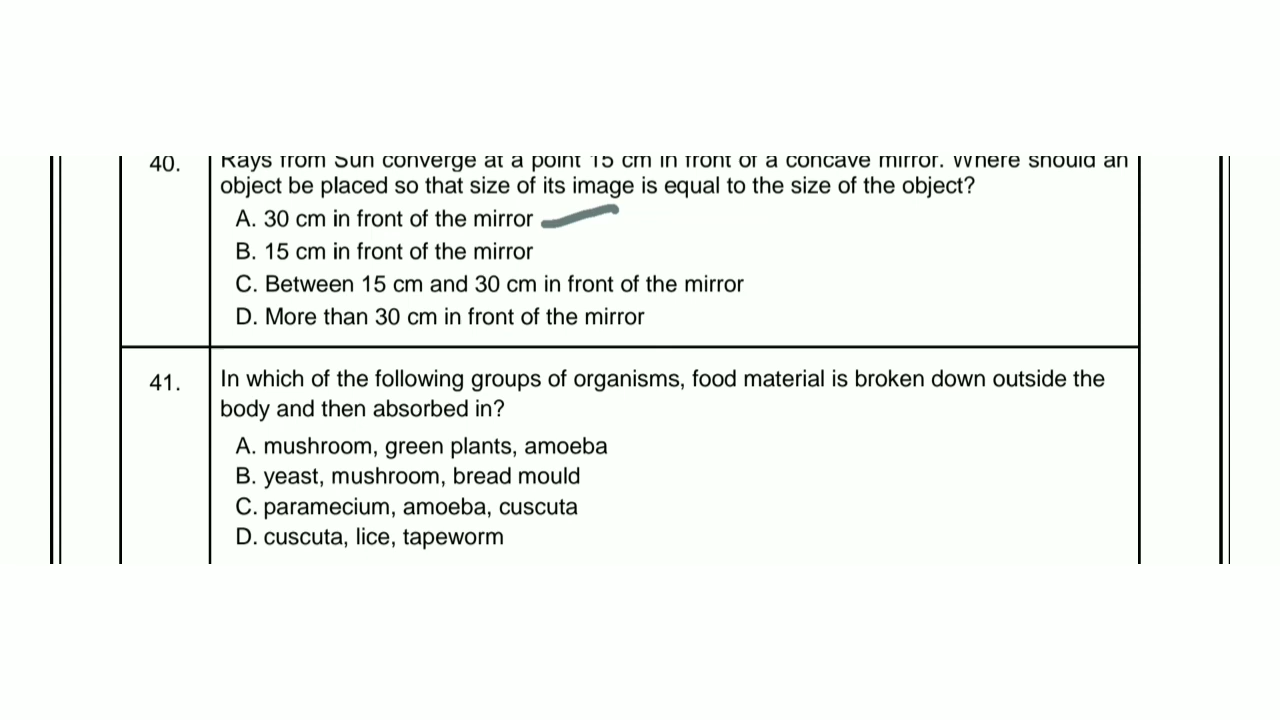 40. Rays from Sun converge at a point 15 cm in front of a concave mirror. Where should an
object be placed so that size of its image is equal to the size of the object?
A. 30 cm in front of the mirror
B. 15 cm in front of the mirror
C. Between 15 cm and 30 cm in front of the mirror
D. More than 30 cm in front of the mirror
41. In which of the following groups of organisms, food material is broken down outside the
body and then absorbed in?
A. mushroom, green plants, amoeba
B. yeast, mushroom, bread mould
C. paramecium, amoeba, cuscuta
D. cuscuta, lice, tapeworm